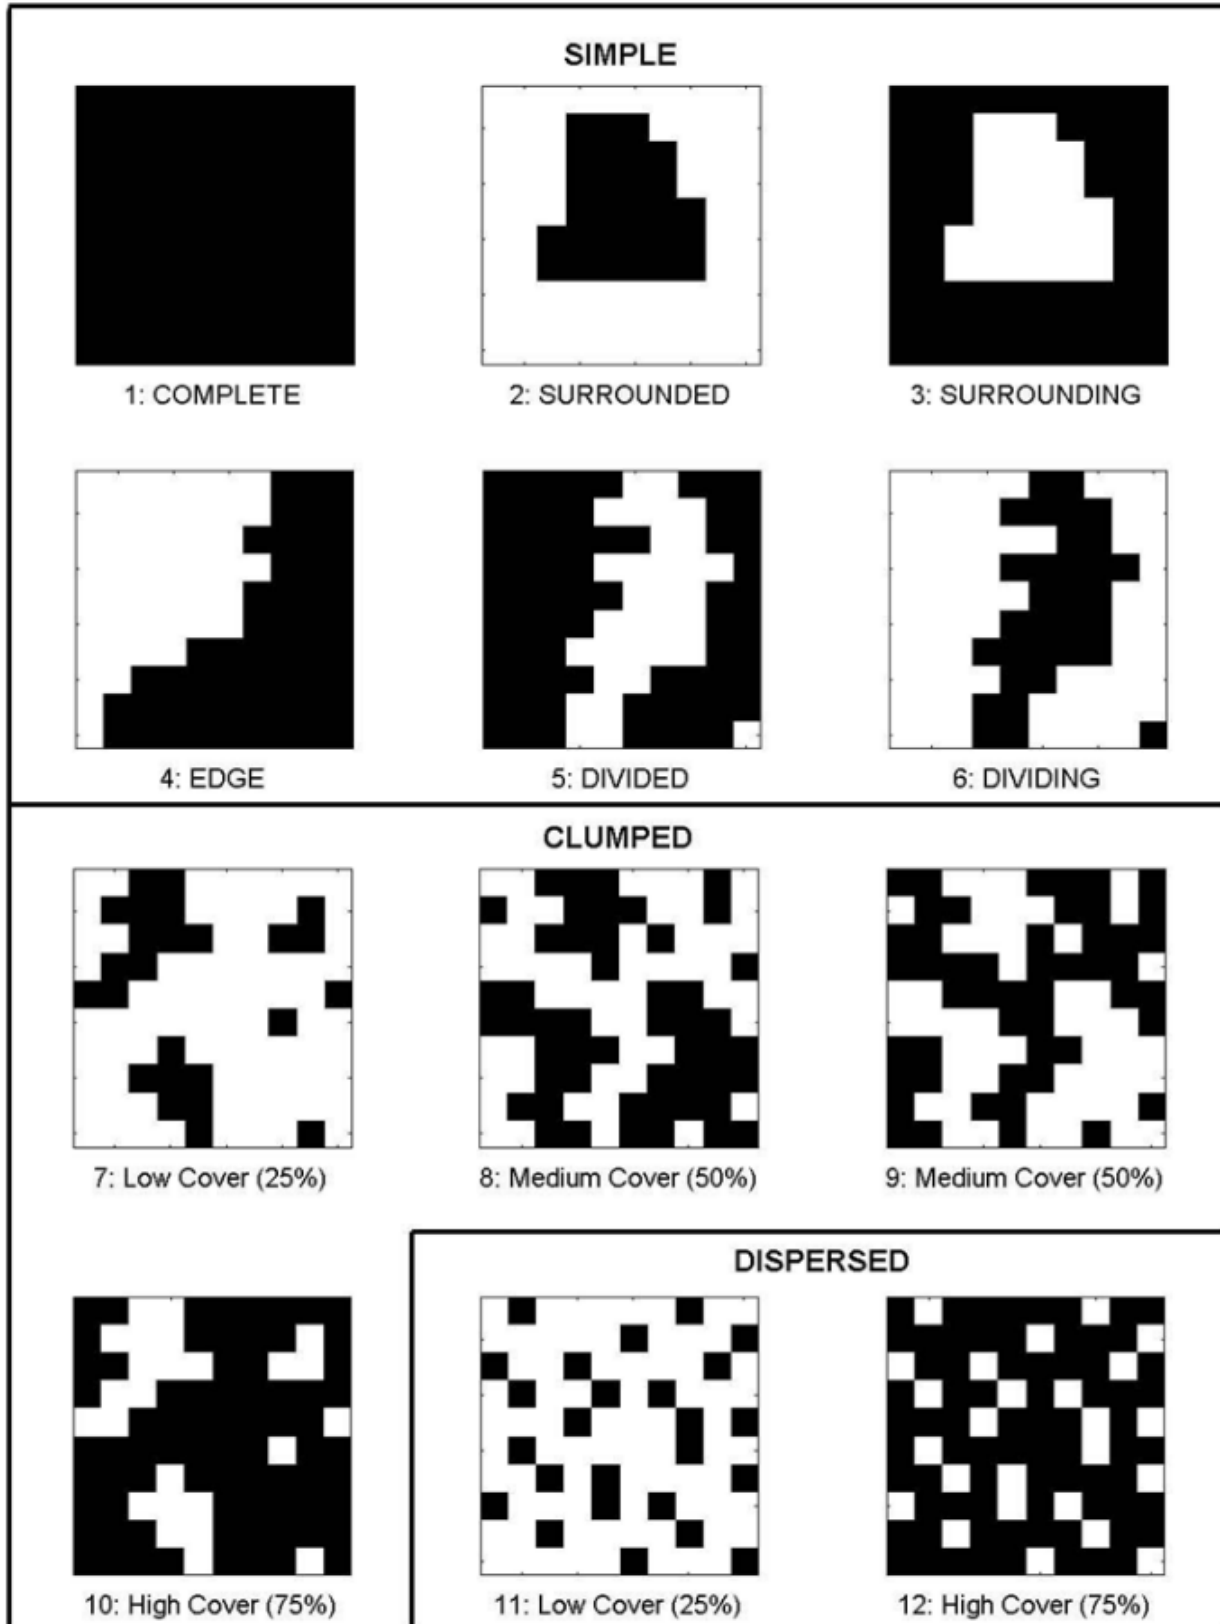 SIMPLE
1: COMPLETE
2: SURROUNDED
3: SURROUNDING
4: EDGE
5: DIVIDED
6: DIVIDING
CLUMPED
7: Low Cover (25%)
8: Medium Cover (50%)
9: Medium Cover (50%)
DISPERSED
10: High Cover (75%)
11: Low Cover (25%)
12: High Cover (75%)